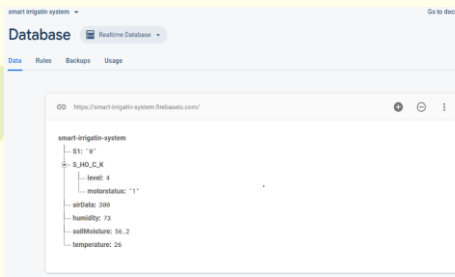 smart irrigatin system
Go to doc
Database
Realtime Database
Data Rules Backups Usage
https://smart-irrigatin-system.firebaseio.com/
smart-irrigatin-system
S1: "0"
S_HO_C_K
level: 4
motorstatus: "1"
airData: 300
humidity: 73
soilMoisture: 56.2
temperature: 26